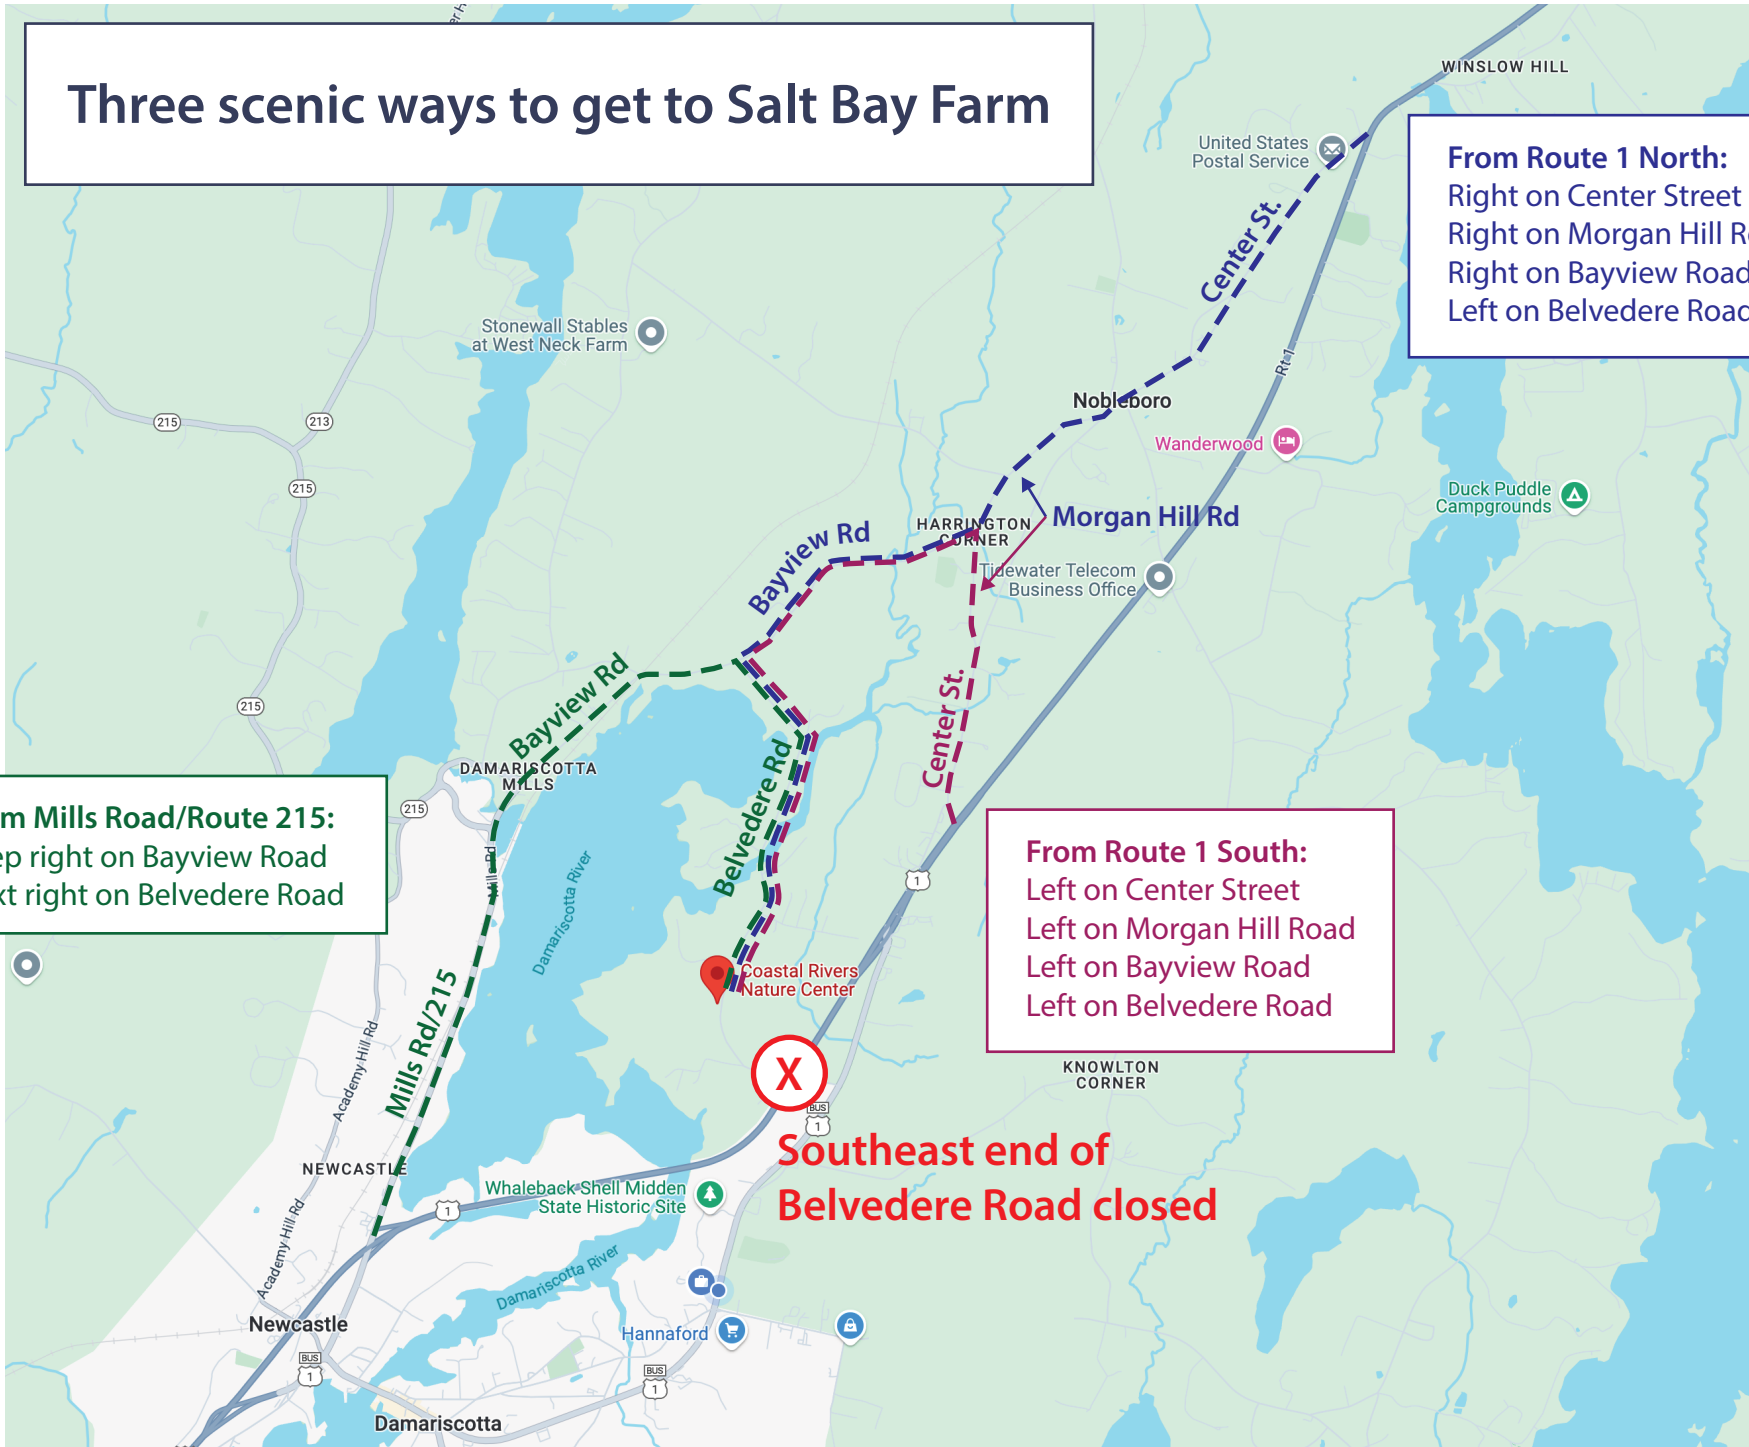 Three scenic ways to get to Salt Bay Farm
WINSLOW HILL
United States
Postal Service
From Route 1 North:
Right on Center Street
Right on Morgan Hill
Right on Bayview Road
Left on Belvedere Road
Center St.
Rt 1
Stonewall Stables
at West Neck Farm
215
213
Nobleboro
Wanderwood
215
Duck Puddle
Campgrounds
HARRINGTON
CORNER
Morgan Hill Rd
Bayview Rd
Tidewater Telecom
Business Office
Bayview Rd
215
Center St.
DAMARISCOTTA
MILLS
Belvedere Rd
215
Mills Road/Route 215:
right on Bayview Road
right on Belvedere Road
Mills Rd
From Route 1 South:
Left on Center Street
Left on Morgan Hill Road
Left on Bayview Road
Left on Belvedere Road
1
Damariscotta River
Coastal Rivers
Nature Center
Mills Rd/215
Academy Hill Rd
X
KNOWLTON
CORNER
BUS
1
Southeast end of
Belvedere Road closed
NEWCASTLE
Whaleback Shell Midden
State Historic Site
1
Academy Hill Rd
Damariscotta River
Newcastle
Hannaford
BUS
1
BUS
1
Damariscotta